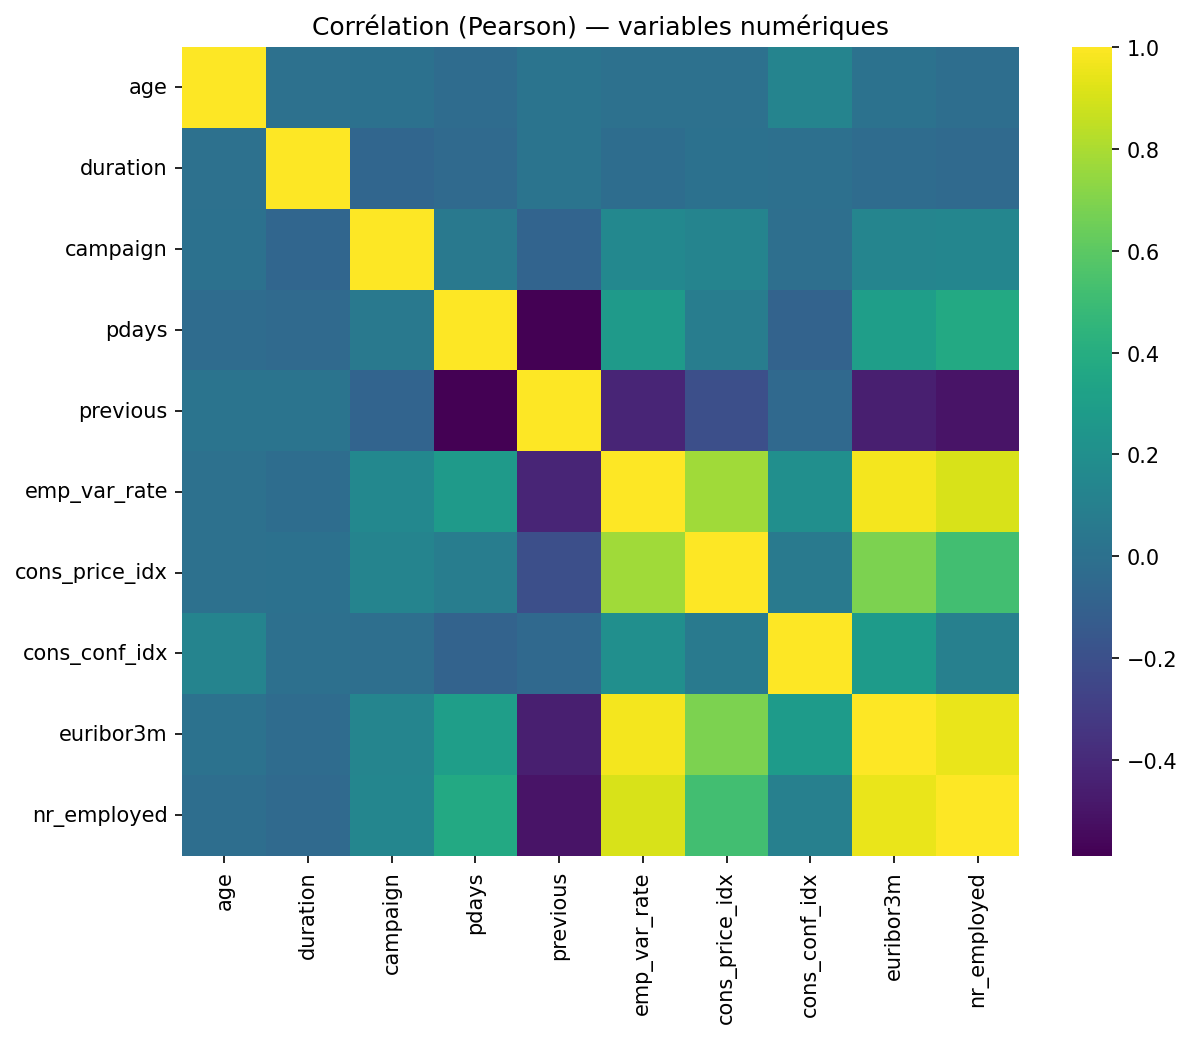 Corrélation (Pearson) — variables numériques
age
duration
campaign
pdays
previous
emp_var_rate
cons_price_idx
cons_conf_idx
euribor3m
nr_employed
age
duration
campaign
pdays
previous
emp_var_rate
cons_price_idx
cons_conf_idx
euribor3m
nr_employed
1.0
0.8
0.6
0.4
0.2
0.0
−0.2
−0.4